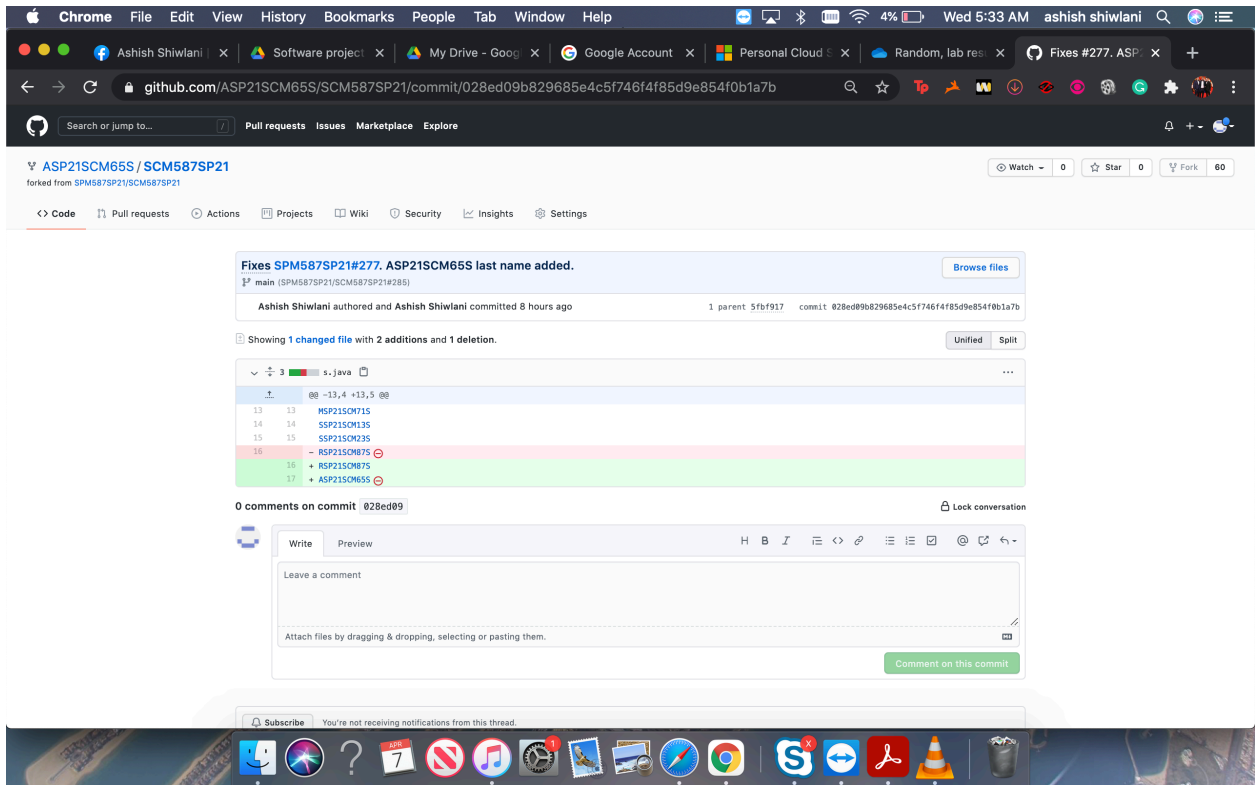 Chrome File Edit View History Bookmarks People Tab Window Help 4% Wed 5:33 AM ashish shiwlani
Ashish Shiwlani | Software project My Drive - Goog Google Account Personal Cloud S Random, lab res Fixes #277. ASP2
github.com/ASP21SCM65S/SCM587SP21/commit/028ed09b829685e4c5f746f4f85d9e854f0b1a7b
Search or jump to... / Pull requests Issues Marketplace Explore
ASP21SCM65S / SCM587SP21 Watch 0 Star 0 Fork 60
forked from SPM587SP21/SCM587SP21
<> Code Pull requests Actions Projects Wiki Security Insights Settings
Fixes SPM587SP21#277. ASP21SCM65S last name added. Browse files
main (SPM587SP21/SCM587SP21#285)
Ashish Shiwlani authored and Ashish Shiwlani committed 8 hours ago 1 parent 5fbf917 commit 028ed09b829685e4c5f746f4f85d9e854f0b1a7b
Showing 1 changed file with 2 additions and 1 deletion. Unified Split
3 s.java ...
@@ -13,4 +13,5 @@
13 13 MSP21SCM71S
14 14 SSP21SCM13S
15 15 SSP21SCM23S
16 - RSP21SCM87S
16 + RSP21SCM87S
17 + ASP21SCM65S
0 comments on commit 028ed09 Lock conversation
Write Preview H B I <> @
Leave a comment
Attach files by dragging & dropping, selecting or pasting them.
Comment on this commit
Subscribe You're not receiving notifications from this thread.
APR
7
1